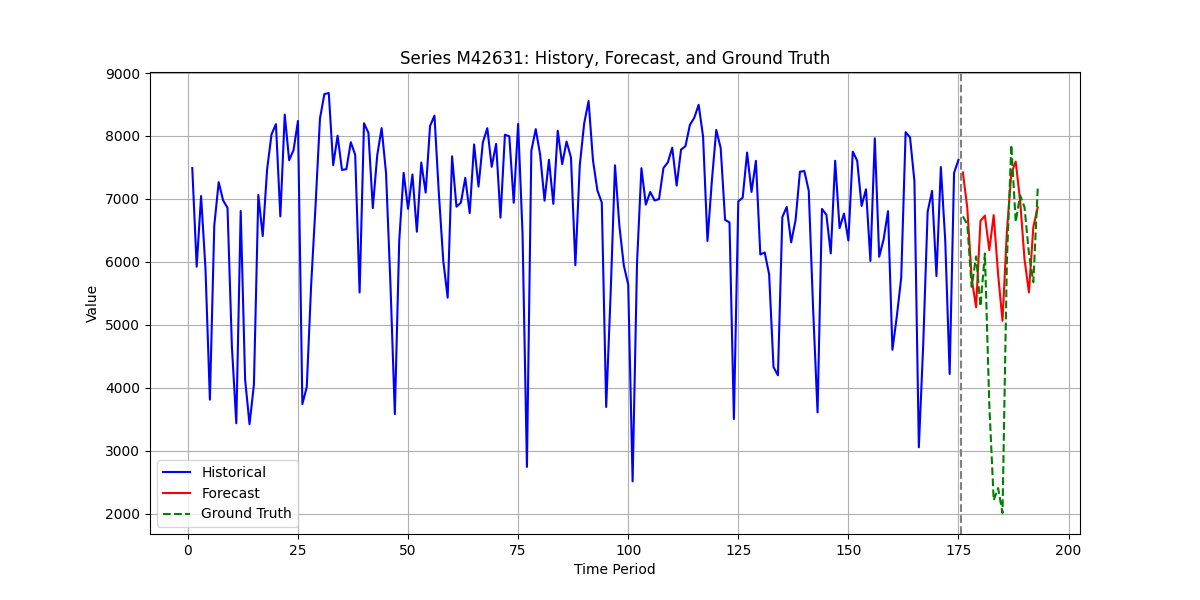 Series M42631: History, Forecast, and Ground Truth
9000
8000
7000
6000
5000
4000
3000
2000
Value
Historical
Forecast
Ground Truth
0
25
50
75
100
125
150
175
200
Time Period